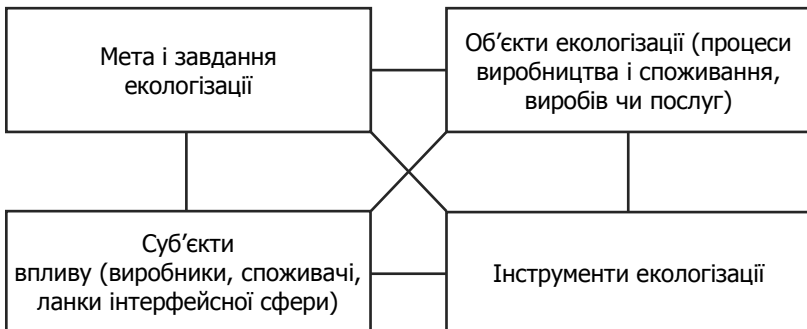 Мета і завдання
екологізації
Об’єкти екологізації (процеси
виробництва і споживання,
виробів чи послуг)
Суб’єкти
впливу (виробники, споживачі,
ланки інтерфейсної сфери)
Інструменти екологізації